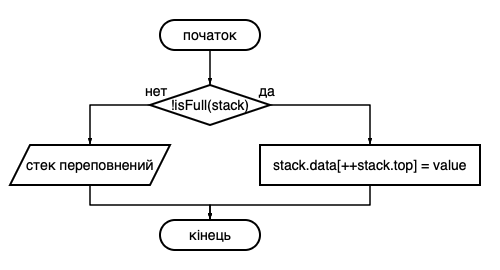 початок
нет
да
!isFull(stack)
стек переповнений
stack.data[++stack.top] = value
кінець